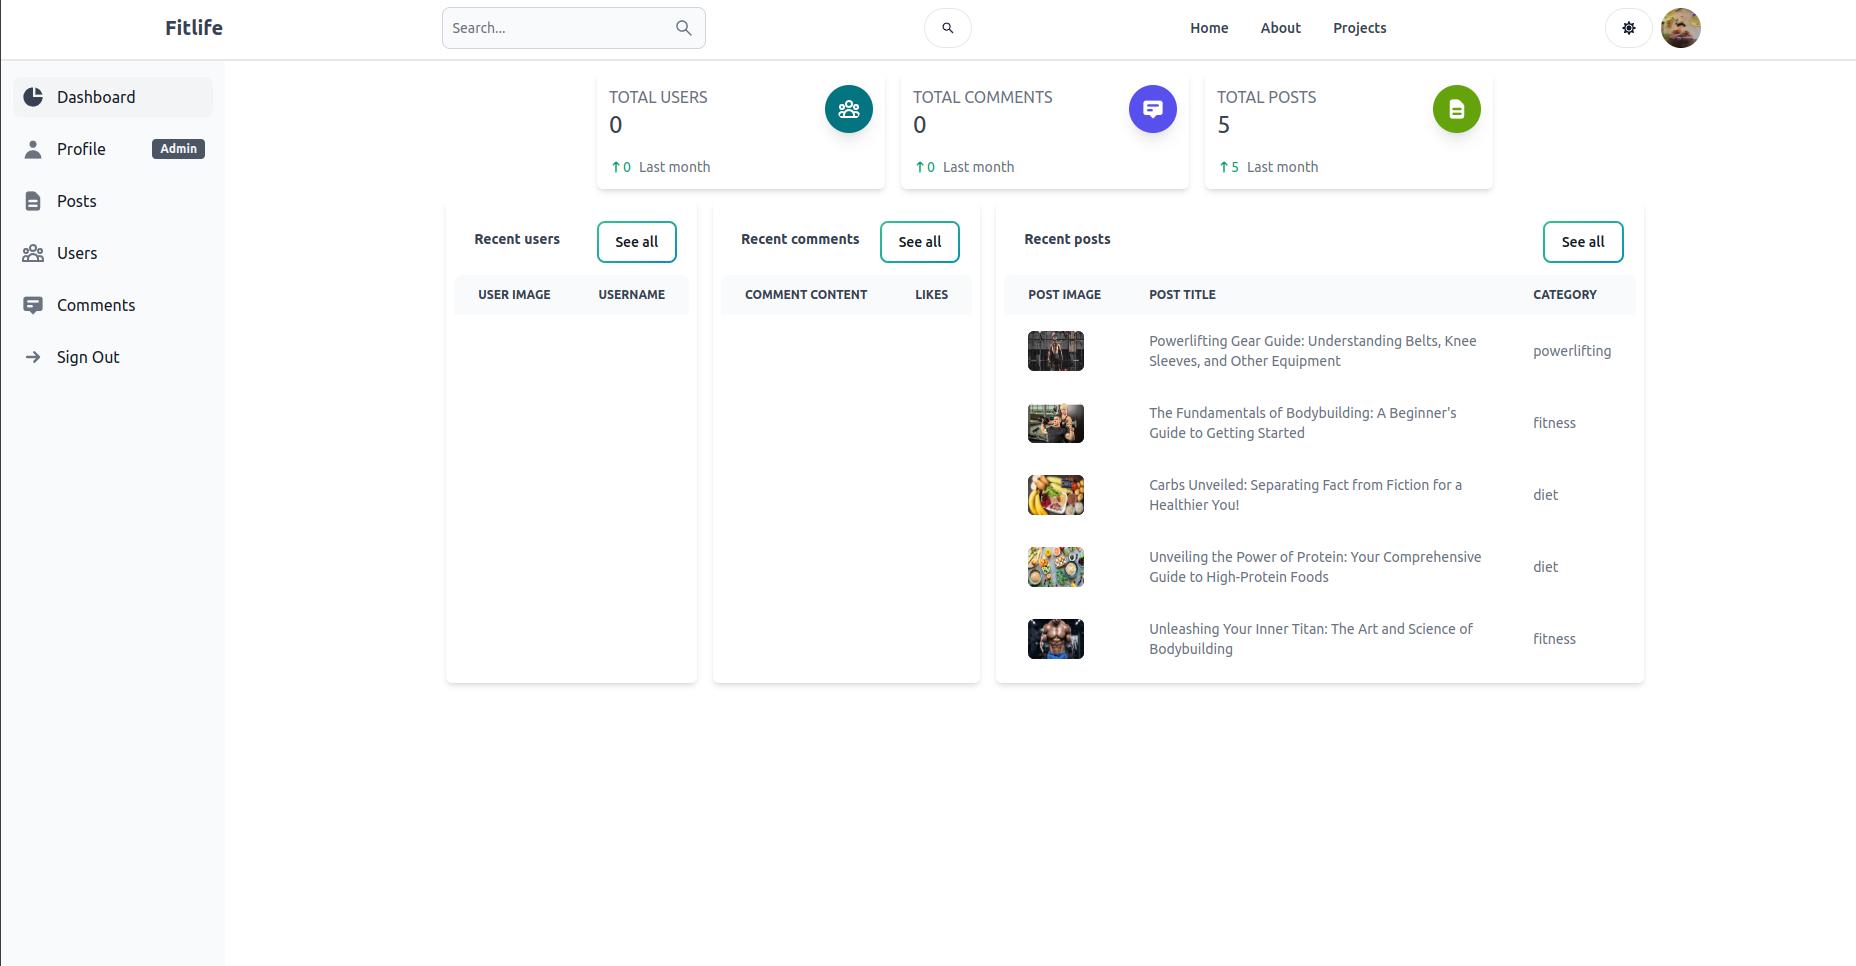 Fitlife
Search...
Home
About
Projects
Dashboard
Profile
Admin
Posts
Users
Comments
Sign Out
TOTAL USERS
0
0 Last month
TOTAL COMMENTS
0
0 Last month
TOTAL POSTS
5
5 Last month
Recent users
See all
USER IMAGE
USERNAME
Recent comments
See all
COMMENT CONTENT
LIKES
Recent posts
See all
POST IMAGE
POST TITLE
CATEGORY
Powerlifting Gear Guide: Understanding Belts, Knee
Sleeves, and Other Equipment
powerlifting
The Fundamentals of Bodybuilding: A Beginner's
Guide to Getting Started
fitness
Carbs Unveiled: Separating Fact from Fiction for a
Healthier You!
diet
Unveiling the Power of Protein: Your Comprehensive
Guide to High-Protein Foods
diet
Unleashing Your Inner Titan: The Art and Science of
Bodybuilding
fitness